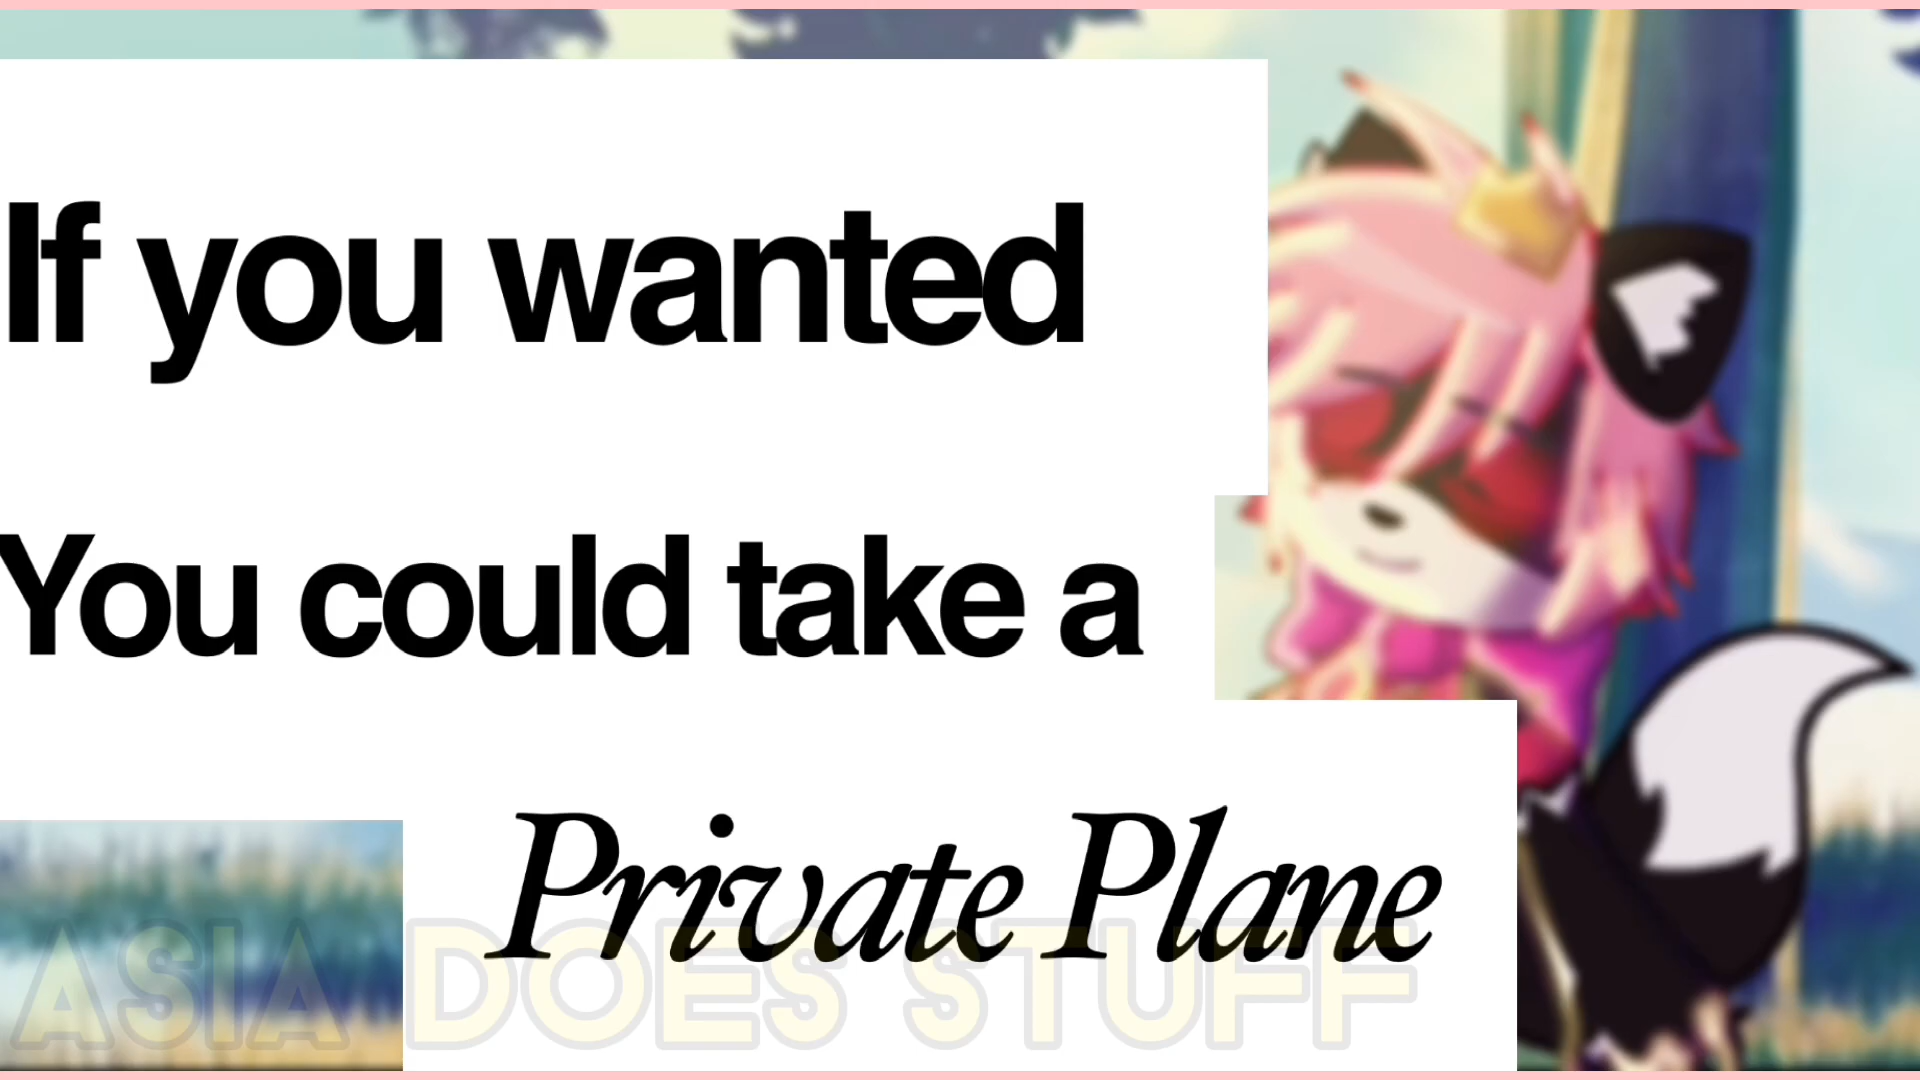 If you wanted
You could take a
Private Plane
ASIA DOES STUFF